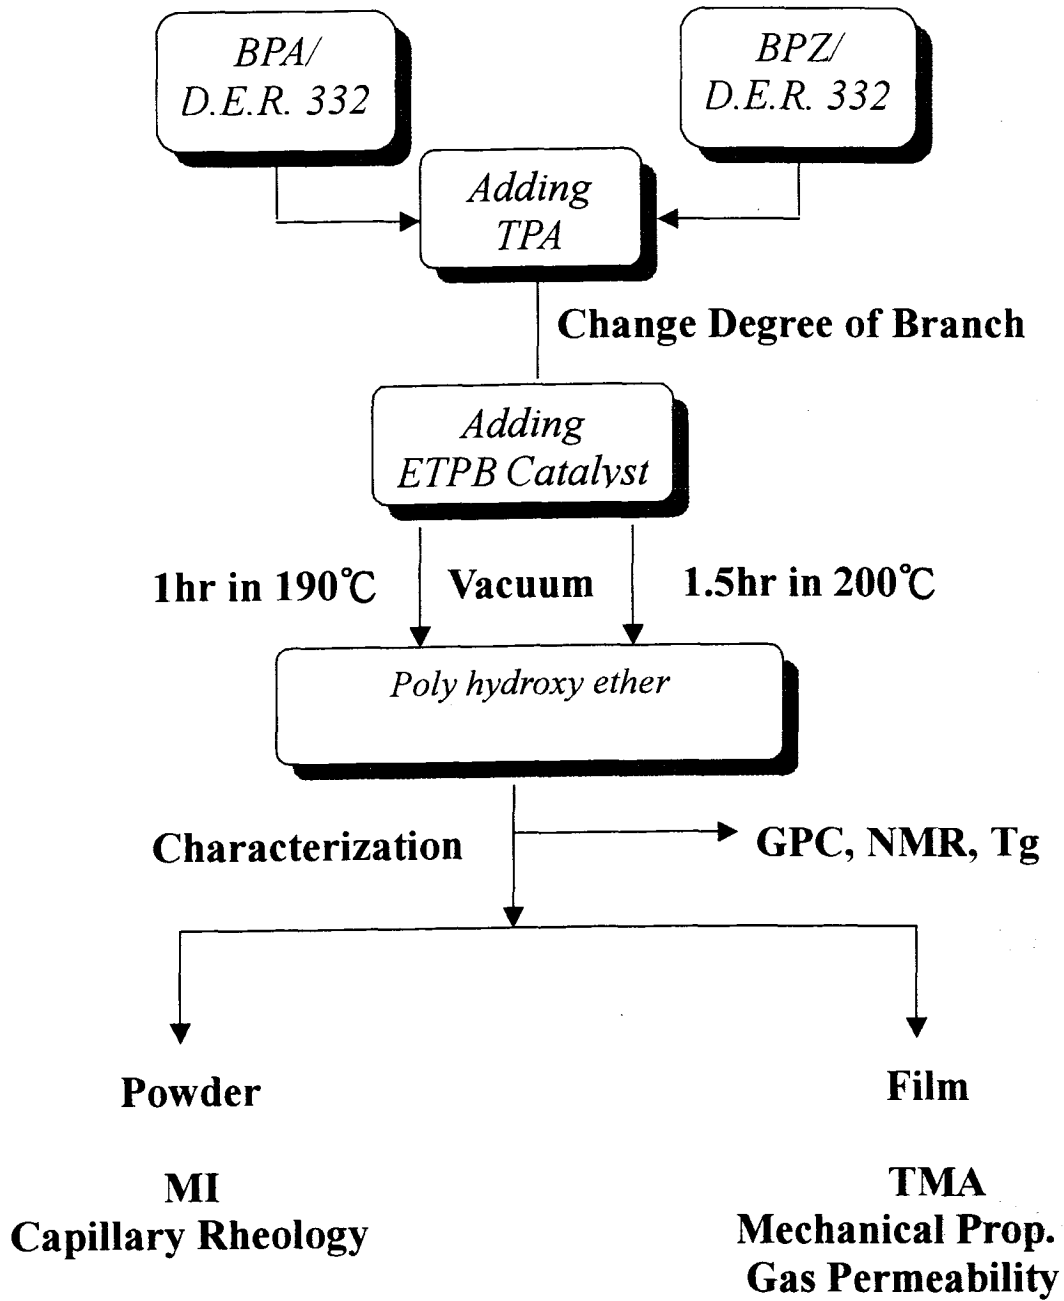 BPA/
D.E.R. 332
BPZ/
D.E.R. 332
Adding
TPA
Change Degree of Branch
Adding
ETPB Catalyst
1hr in 190℃
Vacuum
1.5hr in 200℃
Poly hydroxy ether
Characterization
GPC, NMR, Tg
Powder
Film
MI
Capillary Rheology
TMA
Mechanical Prop.
Gas Permeability